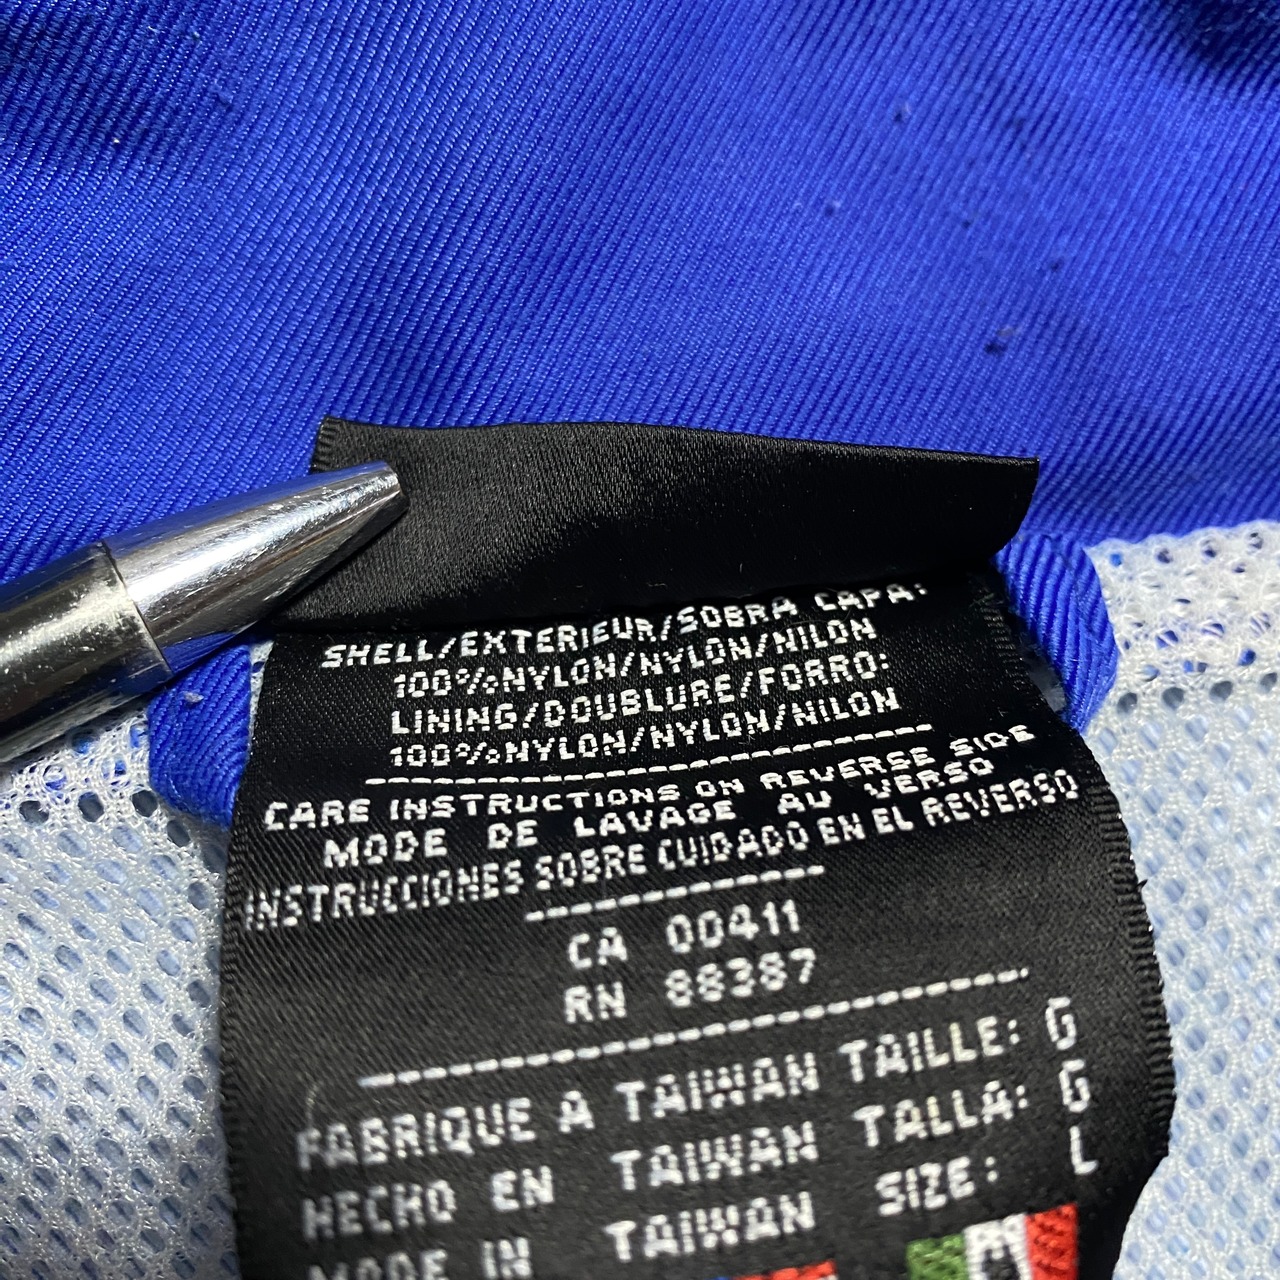 SHELL/EXTERIEUR/SOBRA CAPA:
100%NYLON/NYLON/NILON
LINING/DOUBLURE/FORRO:
100%NYLON/NYLON/NILON
CARE INSTRUCTIONS ON REVERSE SIDE
MODE DE LAVAGE AU VERSO
INSTRUCCIONES SOBRE CUIDADO EN EL REVERSO
CA 00411
RN 88387
FABRIQUE A TAIWAN TAILLE: G
HECHO EN TAIWAN TALLA: G
MADE IN TAIWAN SIZE: L